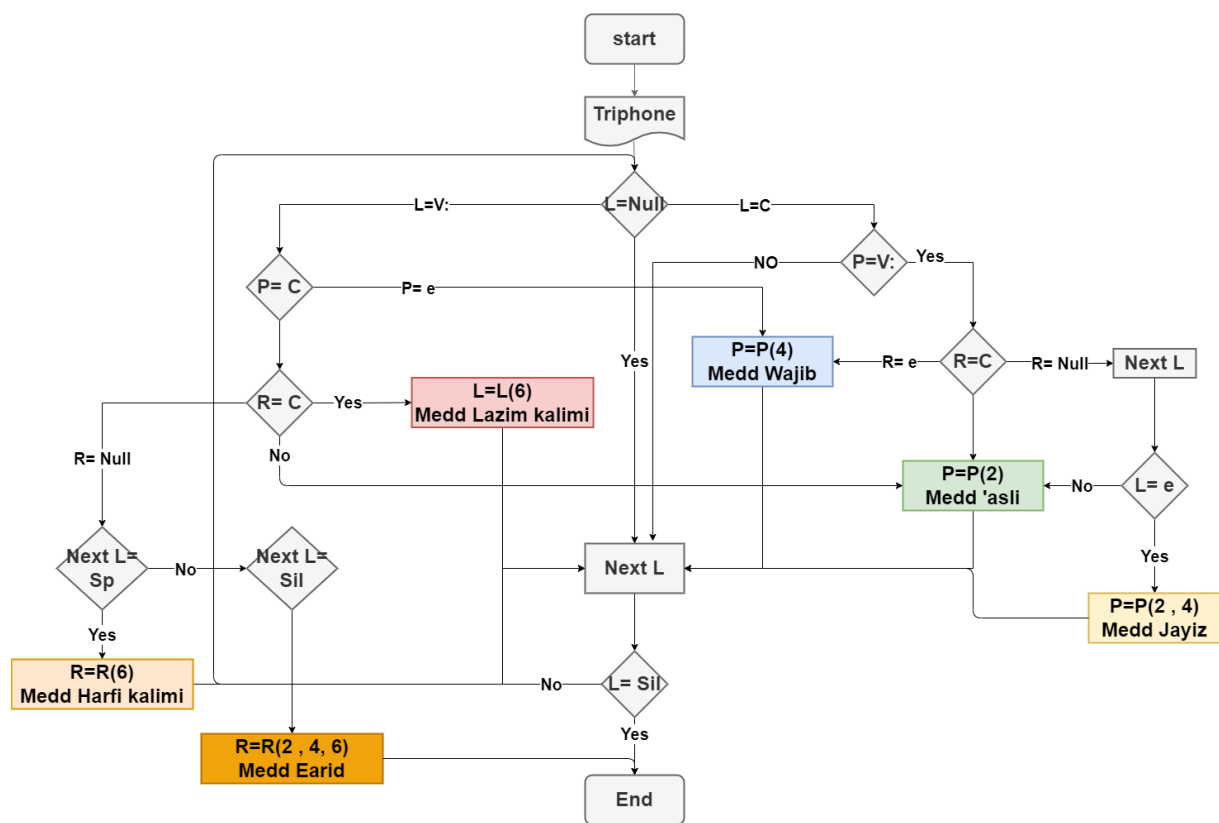 start
Triphone
L=V:
L=Null
L=C
P= C
P= e
NO
P=V:
Yes
Yes
P=P(4)
Medd Wajib
R= e
R=C
R= Null
Next L
R= C
Yes
L=L(6)
Medd Lazim kalimi
R= Null
No
P=P(2)
Medd 'asli
No
L= e
Next L=
Sp
No
Next L=
Sil
Next L
Yes
Yes
P=P(2 , 4)
Medd Jayiz
R=R(6)
Medd Harfi kalimi
No
L= Sil
Yes
R=R(2 , 4, 6)
Medd Earid
End